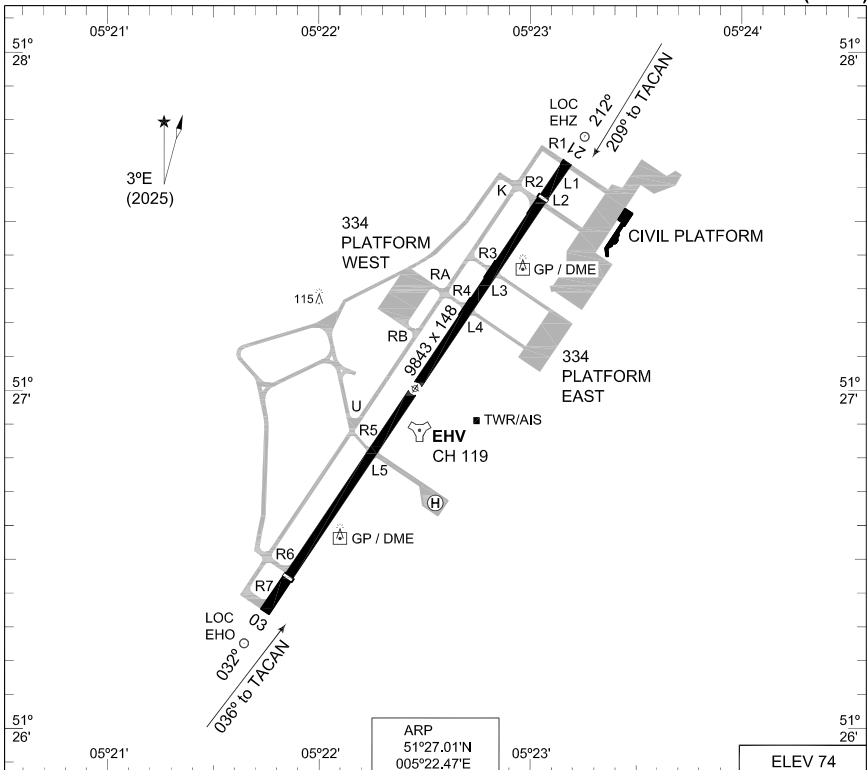 05°21'
05°22'
05°23'
05°24'
51°
28'
51°
28'
LOC
EHZ
212°
209° to TACAN
21
R1
3°E
(2025)
K
R2
L1
L2
334
PLATFORM
WEST
CIVIL PLATFORM
R3
GP / DME
RA
115
R4
L3
RB
9843 x 148
L4
334
PLATFORM
EAST
51°
27'
51°
27'
U
TWR/AIS
R5
EHV
CH 119
L5
H
GP / DME
R6
R7
03
LOC
EHO
032°
036° to TACAN
51°
26'
51°
26'
05°21'
05°22'
05°23'
ARP
51°27.01'N
005°22.47'E
ELEV 74